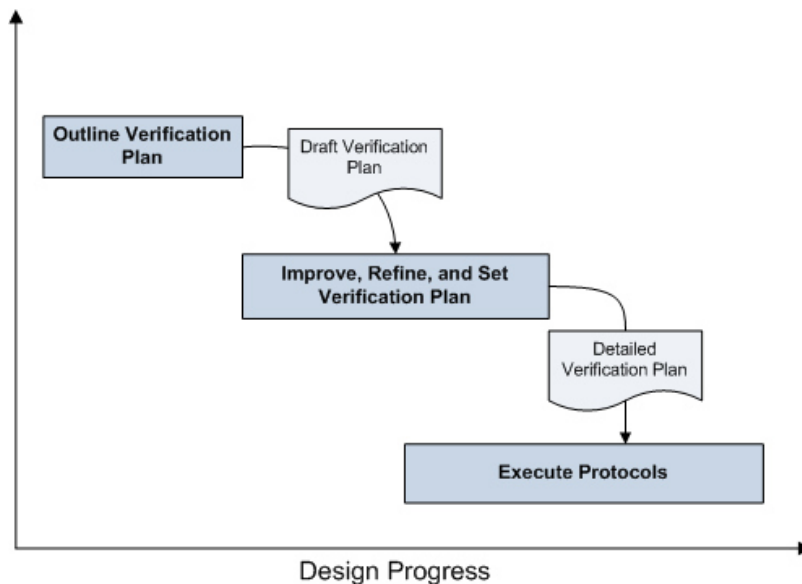 Outline Verification
Plan
Draft Verification
Plan
Improve, Refine, and Set
Verification Plan
Detailed
Verification Plan
Execute Protocols
Design Progress